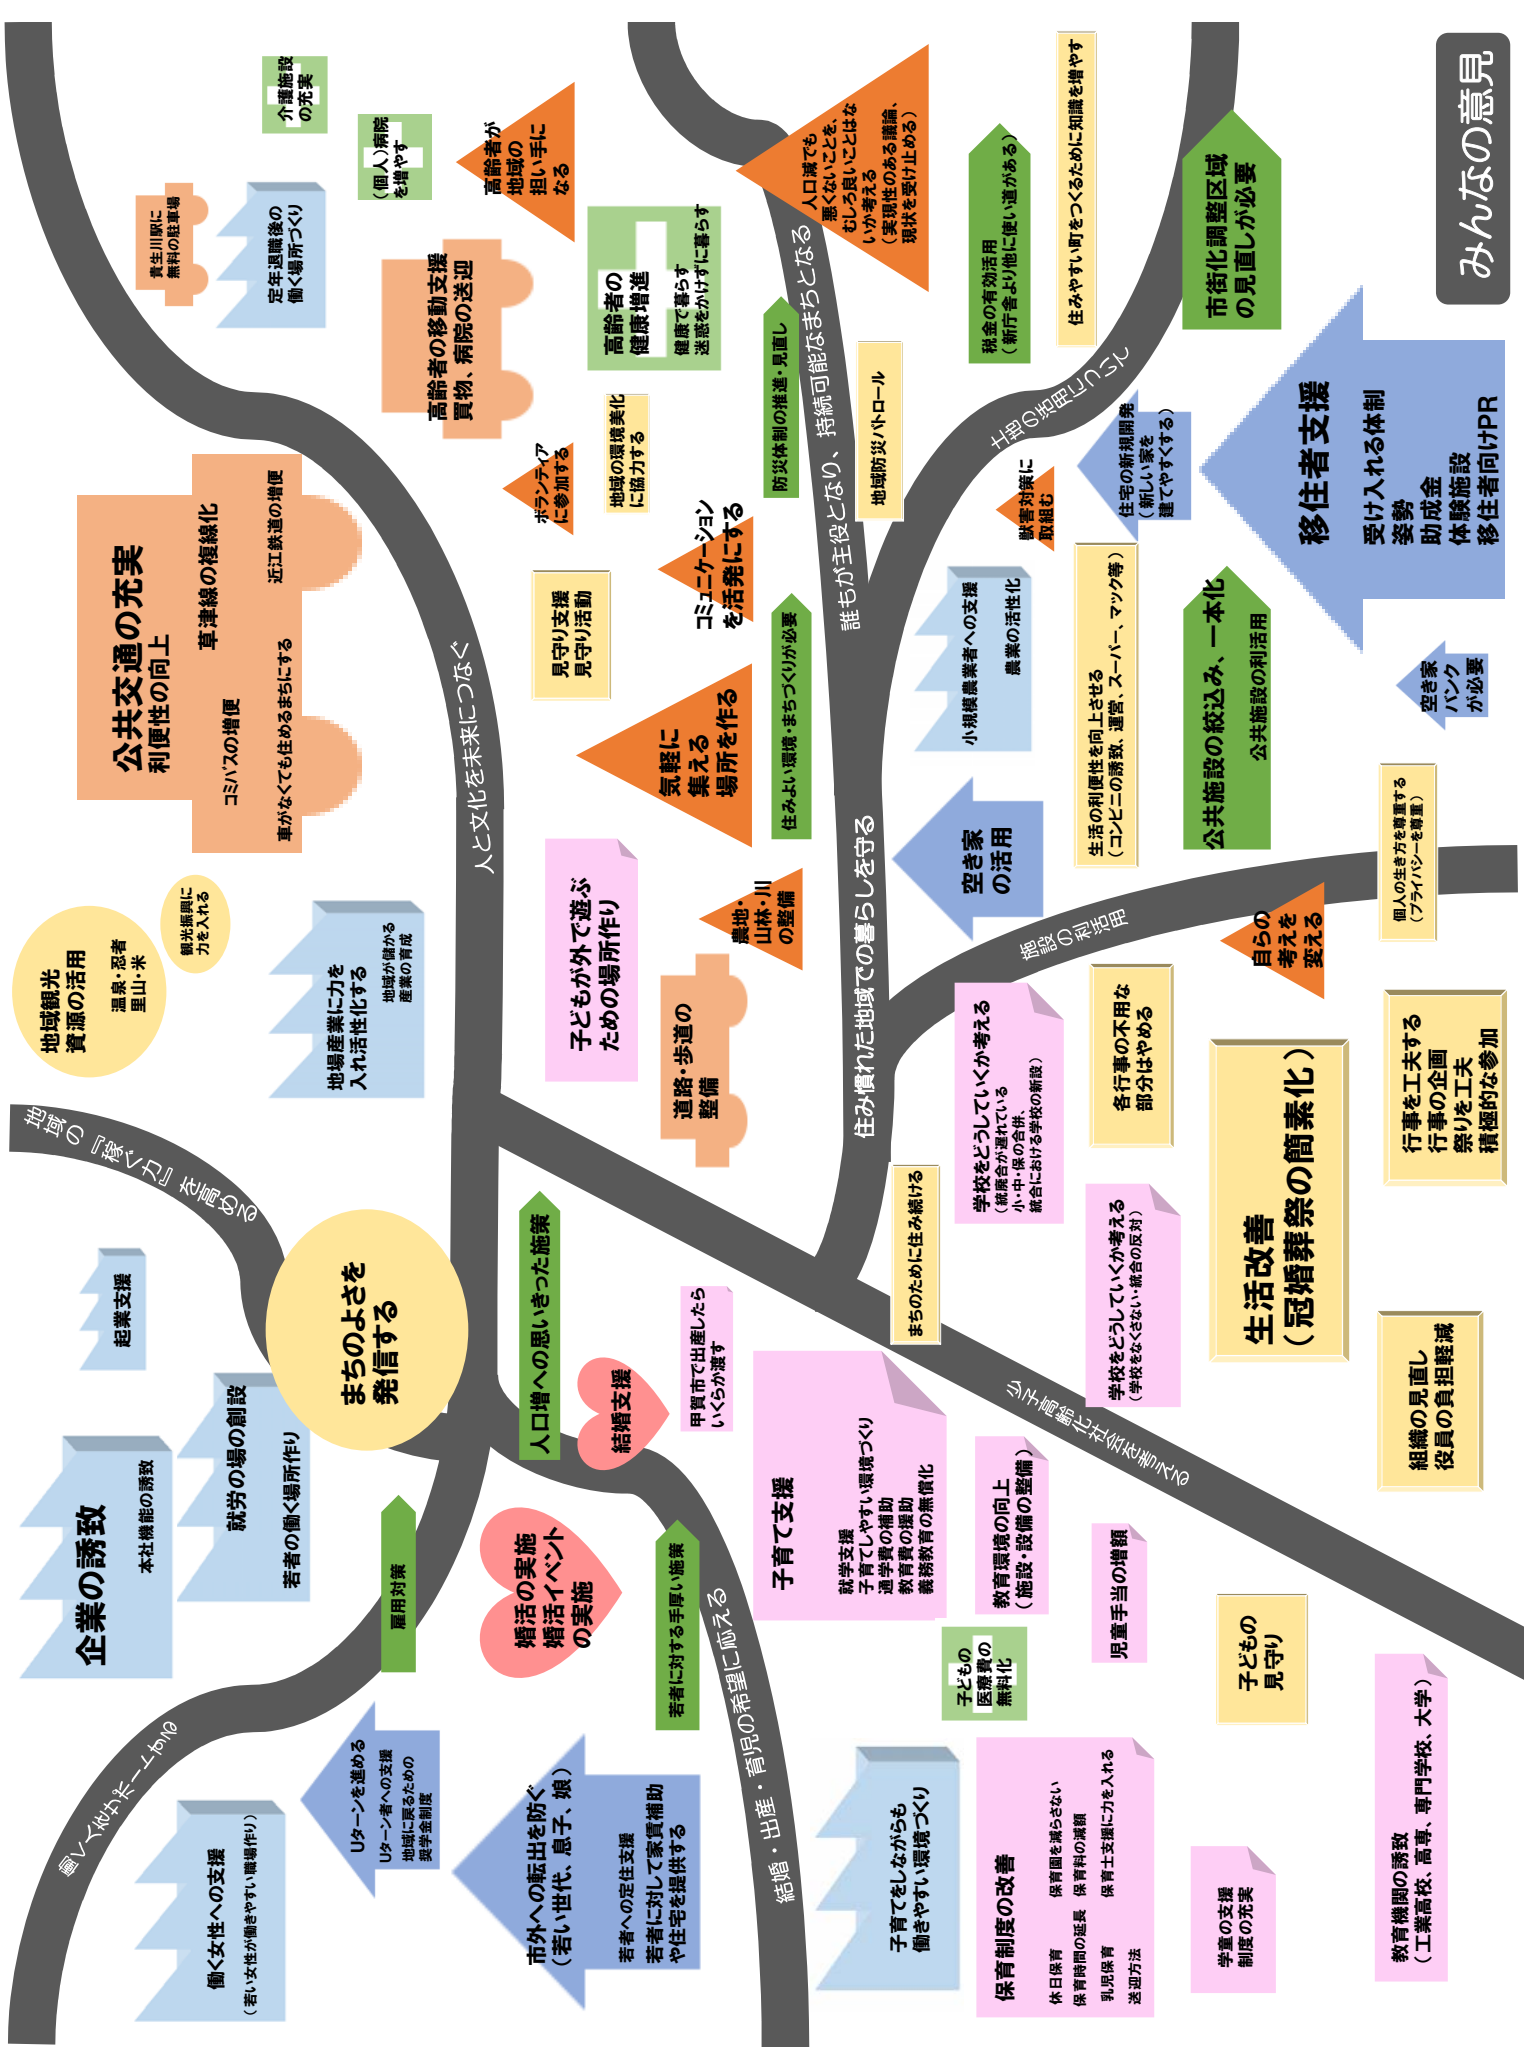 みんなの意見
働く人をサポートする
働く女性への支援
（若い女性が働きやすい職場作り）
Uターンを進める
Uターン者への支援
地域に戻るための
奨学金制度
市外への転出を防ぐ
（若い世代、息子、娘）
若者への定住支援
若者に対して家賃補助
や住宅を提供する
企業の誘致
本社機能の誘致
就労の場の創設
若者の働く場所作り
起業支援
雇用対策
婚活の実施
婚活イベント
の実施
若者に対する手厚い施策
結婚・出産・育児の希望に応える
結婚支援
人口増への思いきった施策
甲賀市で出産したら
いくらか渡す
まちのよさを
発信する
地域の『稼ぐ力』を高める
地域観光
資源の活用
温泉・忍者
里山・米
観光振興に
力を入れる
地場産業に力を
入れ活性化する
地域が儲かる
産業の育成
公共交通の充実
利便性の向上
草津線の複線化
コミバスの増便
近江鉄道の増便
車がなくても住めるまちにする
人と文化を未来につなぐ
貴生川駅に
無料の駐車場
定年退職後の
働く場所づくり
介護施設
の充実
（個人）病院
を増やす
高齢者が
地域の
担い手に
なる
高齢者の移動支援
買物、病院の送迎
高齢者の
健康増進
健康で暮らす
迷惑をかけずに暮らす
ボランティア
に参加する
地域の環境美化
に協力する
見守り支援
見守り活動
コミュニケーション
を活発にする
気軽に
集える
場所を作る
子どもが外で遊ぶ
ための場所作り
道路・歩道の
整備
農地・
山林・川
の整備
住みよい環境・まちづくりが必要
防災体制の推進・見直し
誰もが主役となり、持続可能なまちとなる
住み慣れた地域での暮らしを守る
地域防災パトロール
人口減でも
悪くないことを、
むしろ良いことはな
いか考える
（実現性のある議論、
現状を受け止める）
税金の有効活用
（新庁舎より他に使い道がある）
住みやすい町をつくるために知識を増やす
市街化調整区域
の見直しが必要
土地の活用について
獣害対策に
取組む
住宅の新規開発
（新しい家を
建てやすくする）
移住者支援
受け入れる体制
姿勢
助成金
体験施設
移住者向けPR
空き家
バンク
が必要
小規模農業者への支援
農業の活性化
生活の利便性を向上させる
（コンビニの誘致、運営、スーパー、マック等）
公共施設の絞込み、一本化
公共施設の利活用
空き家
の活用
施設の利活用
自らの
考えを
変える
個人の生き方を尊重する
（プライバシーを尊重）
学校をどうしていくか考える
（統廃合が遅れている
小・中・保の合併、
統合における学校の新設）
各行事の不用な
部分はやめる
まちのために住み続ける
学校をどうしていくか考える
（学校をなくさない・統合の反対）
生活改善
（冠婚葬祭の簡素化）
行事を工夫する
行事の企画
祭りを工夫
積極的な参加
組織の見直し
役員の負担軽減
少子高齢化社会を考える
子育て支援
就学支援
子育てしやすい環境づくり
通学費の補助
教育費の援助
義務教育の無償化
教育環境の向上
（施設・設備の整備）
児童手当の増額
子どもの
医療費の
無料化
子どもの
見守り
子育てをしながらも
働きやすい環境づくり
保育制度の改善
休日保育　保育園を減らさない
保育時間の延長　保育料の減額
乳児保育　保育士支援に力を入れる
送迎方法
学童の支援
制度の充実
教育機関の誘致
（工業高校、高専、専門学校、大学）